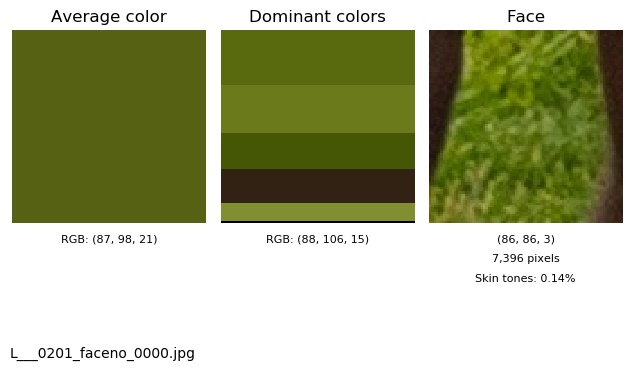 Average color
Dominant colors
Face
RGB: (87, 98, 21)
RGB: (88, 106, 15)
(86, 86, 3)
7,396 pixels
Skin tones: 0.14%
L___0201_faceno_0000.jpg